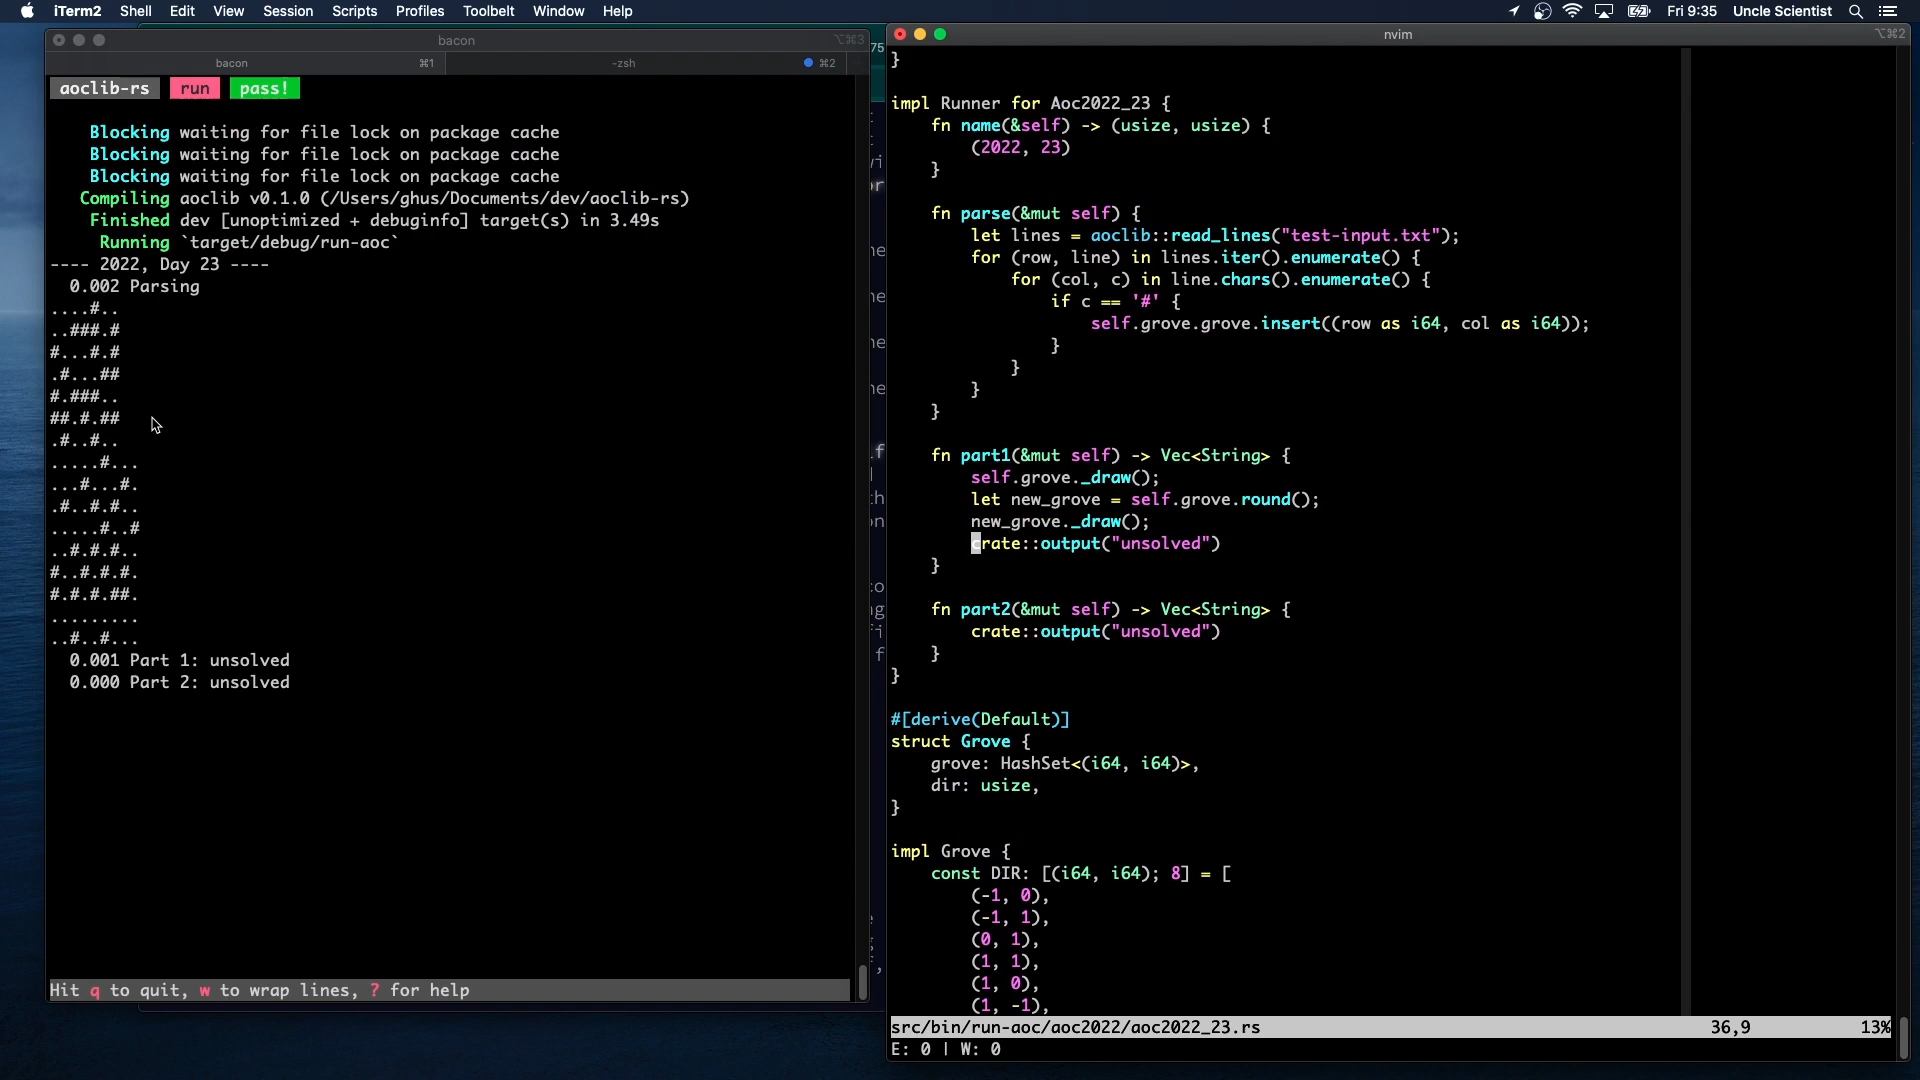 iTerm2 Shell Edit View Session Scripts Profiles Toolbelt Window Help Fri 9:35 Uncle Scientist
bacon ⌥⌘3
bacon ⌘1 -zsh ⌘2
aoclib-rs run pass!
Blocking waiting for file lock on package cache
Blocking waiting for file lock on package cache
Blocking waiting for file lock on package cache
Compiling aoclib v0.1.0 (/Users/ghus/Documents/dev/aoclib-rs)
Finished dev [unoptimized + debuginfo] target(s) in 3.49s
Running `target/debug/run-aoc`
---- 2022, Day 23 ----
0.002 Parsing
....#..
..###.#
#...#.#
.#...##
#.###..
##.#.##
.#..#..
.....#...
...#...#.
.#..#.#..
.....#..#
..#.#.#..
#..#.#.#.
#.#.#.##.
.........
..#..#...
0.001 Part 1: unsolved
0.000 Part 2: unsolved
Hit q to quit, w to wrap lines, ? for help
nvim ⌥⌘2
}
impl Runner for Aoc2022_23 {
fn name(&self) -> (usize, usize) {
(2022, 23)
}
fn parse(&mut self) {
let lines = aoclib::read_lines("test-input.txt");
for (row, line) in lines.iter().enumerate() {
for (col, c) in line.chars().enumerate() {
if c == '#' {
self.grove.grove.insert((row as i64, col as i64));
}
}
}
}
fn part1(&mut self) -> Vec<String> {
self.grove._draw();
let new_grove = self.grove.round();
new_grove._draw();
crate::output("unsolved")
}
fn part2(&mut self) -> Vec<String> {
crate::output("unsolved")
}
}
#[derive(Default)]
struct Grove {
grove: HashSet<(i64, i64)>,
dir: usize,
}
impl Grove {
const DIR: [(i64, i64); 8] = [
(-1, 0),
(-1, 1),
(0, 1),
(1, 1),
(1, 0),
(1, -1),
src/bin/run-aoc/aoc2022/aoc2022_23.rs 36,9 13%
E: 0 | W: 0